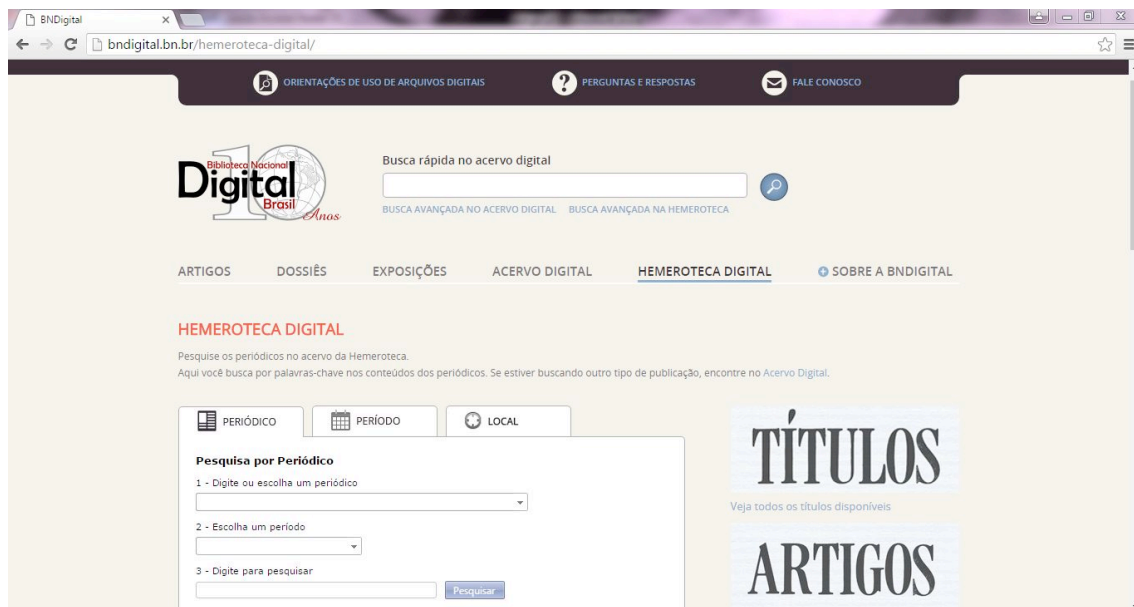 BNDigital
bndigital.bn.br/hemeroteca-digital/
ORIENTAÇÕES DE USO DE ARQUIVOS DIGITAIS PERGUNTAS E RESPOSTAS FALE CONOSCO
Biblioteca Nacional
Digital
Brasil
10 Anos
Busca rápida no acervo digital
BUSCA AVANÇADA NO ACERVO DIGITAL BUSCA AVANÇADA NA HEMEROTECA
ARTIGOS DOSSIÊS EXPOSIÇÕES ACERVO DIGITAL HEMEROTECA DIGITAL SOBRE A BNDIGITAL
HEMEROTECA DIGITAL
Pesquise os periódicos no acervo da Hemeroteca.
Aqui você busca por palavras-chave nos conteúdos dos periódicos. Se estiver buscando outro tipo de publicação, encontre no Acervo Digital.
PERIÓDICO PERÍODO LOCAL
Pesquisa por Periódico
1 - Digite ou escolha um periódico
2 - Escolha um período
3 - Digite para pesquisar
Pesquisar
TÍTULOS
Veja todos os títulos disponíveis
ARTIGOS